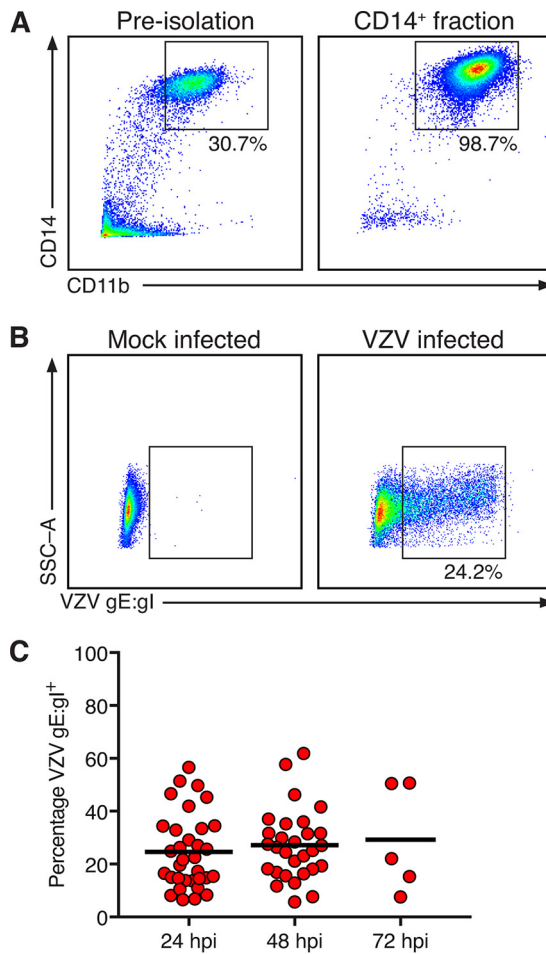 A
Pre-isolation
CD14⁺ fraction
30.7%
98.7%
CD14
CD11b
B
Mock infected
VZV infected
24.2%
SSC–A
VZV gE:gI
C
Percentage VZV gE:gI⁺
100
80
60
40
20
0
24 hpi
48 hpi
72 hpi